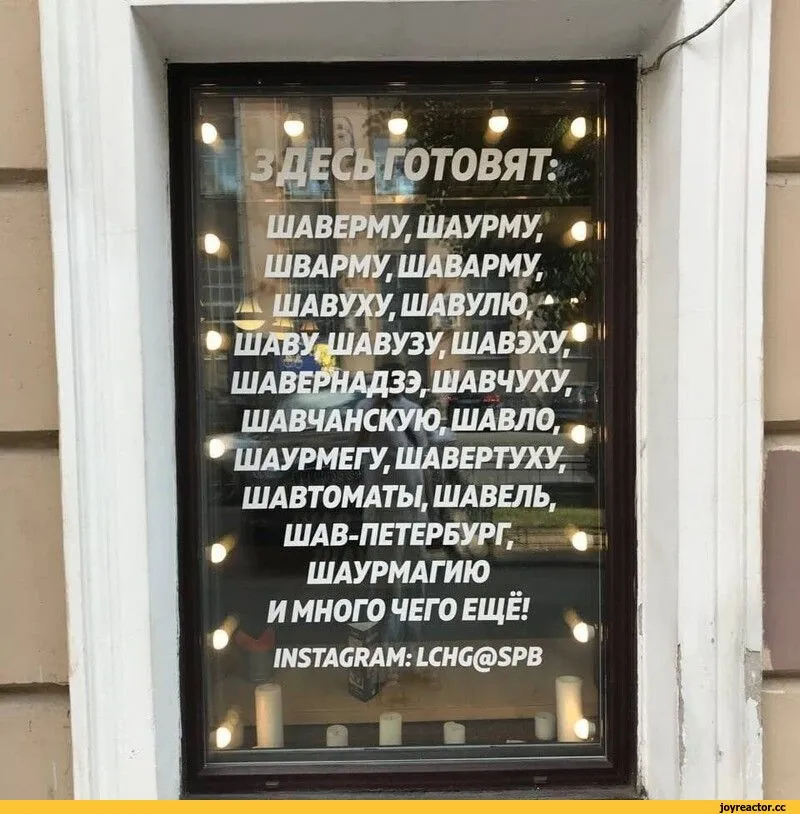 ЗДЕСЬ ГОТОВЯТ:
ШАВЕРМУ, ШАУРМУ,
ШВАРМУ, ШАВАРМУ,
ШАВУХУ, ШАВУЛЮ,
ШАВУ, ШАВУЗУ, ШАВЭХУ,
ШАВЕРНАДЗЭ, ШАВЧУХУ,
ШАВЧАНСКУЮ, ШАВЛО,
ШАУРМЕГУ, ШАВЕРТУХУ,
ШАВТОМАТЫ, ШАВЕЛЬ,
ШАВ-ПЕТЕРБУРГ,
ШАУРМАГИЮ
И МНОГО ЧЕГО ЕЩЁ!
INSTAGRAM: LCHG@SPB
joyreactor.cc